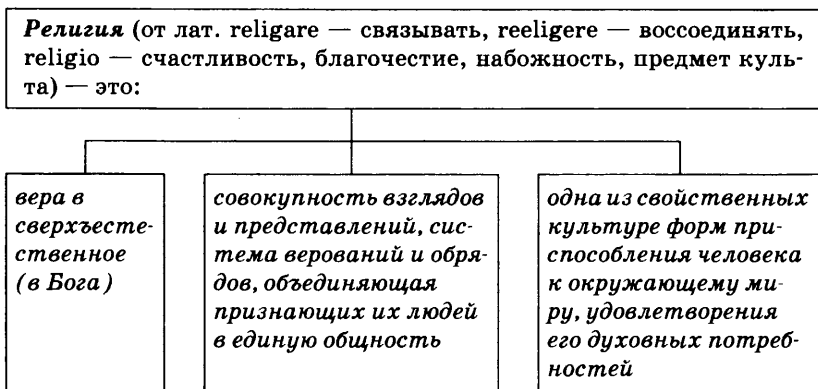 Религия (от лат. religare — связывать, reeligere — воссоединять,
religio — счастливость, благочестие, набожность, предмет куль-
та) — это:
вера в
сверхъесте-
ственное
(в Бога)
совокупность взглядов
и представлений, сис-
тема верований и обря-
дов, объединяющая
признающих их людей
в единую общность
одна из свойственных
культуре форм при-
способления человека
к окружающему ми-
ру, удовлетворения
его духовных потреб-
ностей